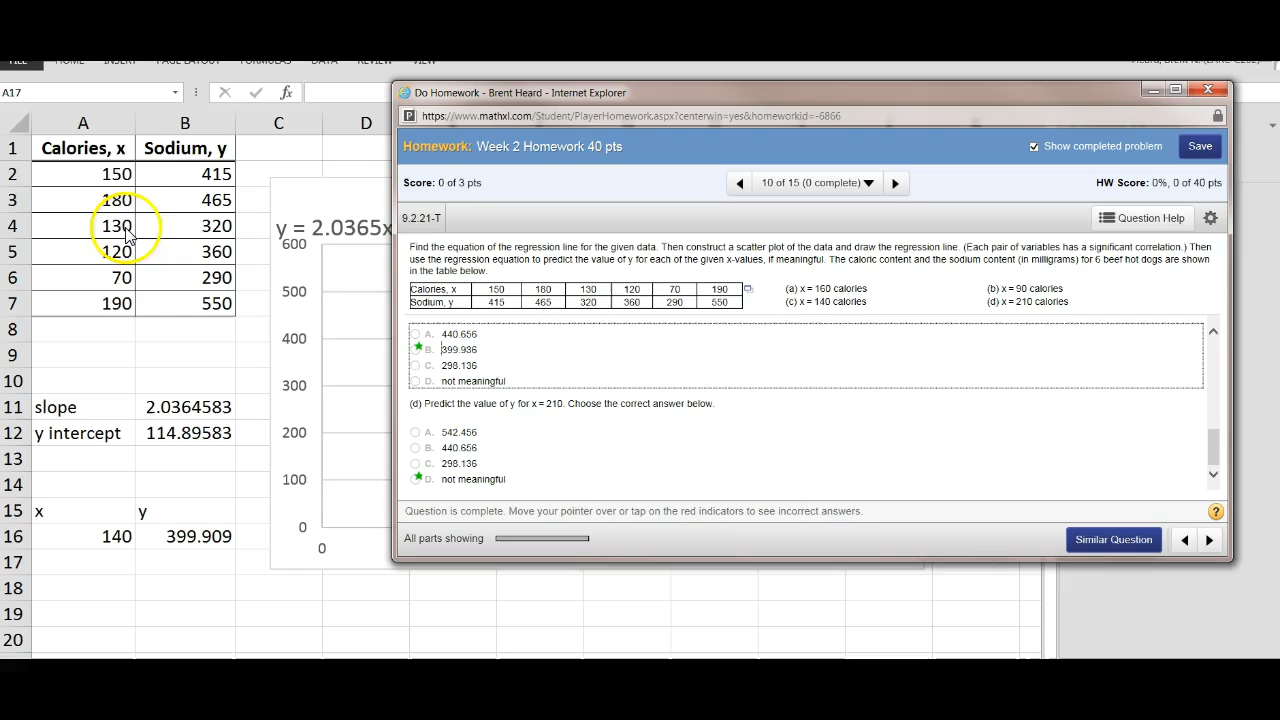 FILE HOME INSERT PAGE LAYOUT FORMULAS DATA REVIEW VIEW
A17
fx
A B C D
1 Calories, x Sodium, y
2 150 415
3 180 465
4 130 320
5 120 360
6 70 290
7 190 550
8
9
10
11 slope 2.0364583
12 y intercept 114.89583
13
14
15 x y
16 140 399.909
17
18
19
20
y = 2.0365x
600
500
400
300
200
100
0
0
Do Homework - Brent Heard - Internet Explorer
https://www.mathxl.com/Student/PlayerHomework.aspx?centerwin=yes&homeworkid=-6866
Homework: Week 2 Homework 40 pts
Show completed problem
Save
Score: 0 of 3 pts
10 of 15 (0 complete)
HW Score: 0%, 0 of 40 pts
9.2.21-T
Question Help
Find the equation of the regression line for the given data. Then construct a scatter plot of the data and draw the regression line. (Each pair of variables has a significant correlation.) Then
use the regression equation to predict the value of y for each of the given x-values, if meaningful. The caloric content and the sodium content (in milligrams) for 6 beef hot dogs are shown
in the table below.
Calories, x 150 180 130 120 70 190
Sodium, y 415 465 320 360 290 550
(a) x = 160 calories (b) x = 90 calories
(c) x = 140 calories (d) x = 210 calories
A. 440.656
B. 399.936
C. 298.136
D. not meaningful
(d) Predict the value of y for x = 210. Choose the correct answer below.
A. 542.456
B. 440.656
C. 298.136
D. not meaningful
Question is complete. Move your pointer over or tap on the red indicators to see incorrect answers.
?
All parts showing
Similar Question